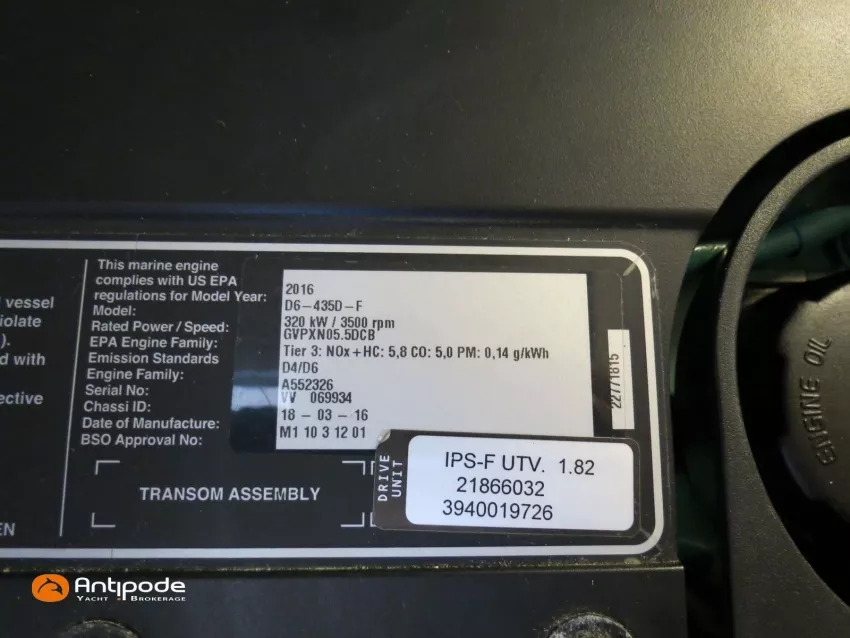 vessel
iolate
).
d with
ective
EN
This marine engine
complies with US EPA
regulations for Model Year: 2016
Model: D6-435D-F
Rated Power / Speed: 320 kW / 3500 rpm
EPA Engine Family: GVPXN05.5DCB
Emission Standards Tier 3: NOx+HC: 5,8 CO: 5,0 PM: 0,14 g/kWh
Engine Family: D4/D6
Serial No: A552326
Chassi ID: VV 069934
Date of Manufacture: 18-03-16
BSO Approval No: M1 10 3 12 01
22771815
TRANSOM ASSEMBLY
DRIVE
UNIT
IPS-F UTV. 1.82
21866032
3940019726
ENGINE OIL
Antipode
YACHT BROKERAGE